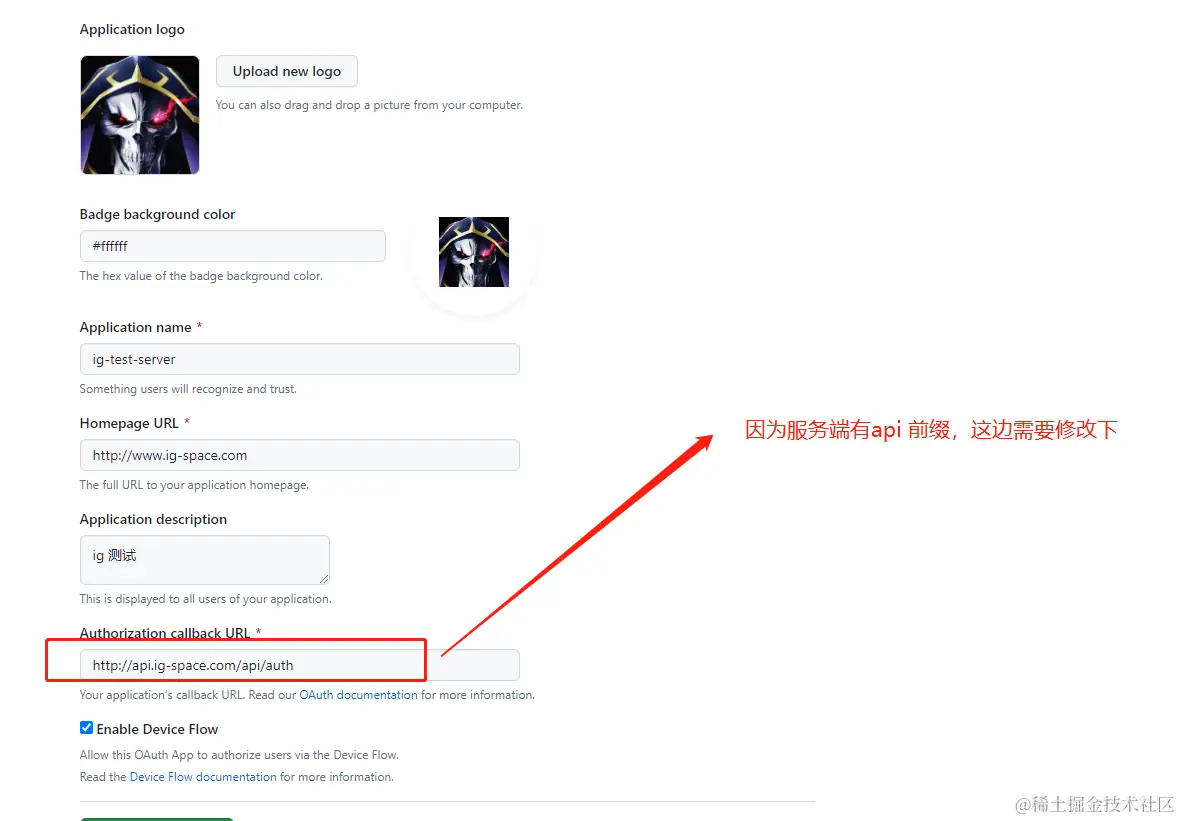 Application logo
Upload new logo
You can also drag and drop a picture from your computer.
Badge background color
#ffffff
The hex value of the badge background color.
Application name *
ig-test-server
Something users will recognize and trust.
Homepage URL *
因为服务端有api 前缀，这边需要修改下
http://www.ig-space.com
The full URL to your application homepage.
Application description
ig 测试
This is displayed to all users of your application.
Authorization callback URL *
http://api.ig-space.com/api/auth
Your application's callback URL. Read our OAuth documentation for more information.
Enable Device Flow
Allow this OAuth App to authorize users via the Device Flow.
Read the Device Flow documentation for more information.
@稀土掘金技术社区